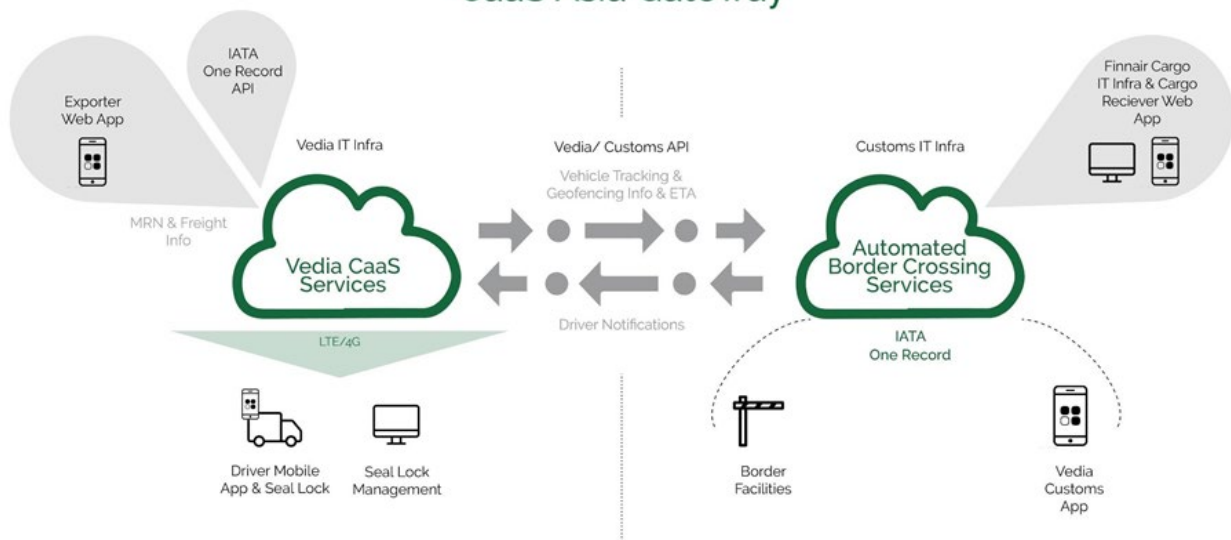 CaaS Asia Gateway
IATA
One Record
API
Exporter
Web App
Finnair Cargo
IT Infra & Cargo
Reciever Web
App
Vedia IT Infra
Vedia/ Customs API
Customs IT Infra
Vehicle Tracking &
Geofencing Info & ETA
MRN & Freight
Info
Vedia CaaS
Services
Automated
Border Crossing
Services
Driver Notifications
LTE/4G
IATA
One Record
Driver Mobile
App & Seal Lock
Seal Lock
Management
Border
Facilities
Vedia
Customs
App